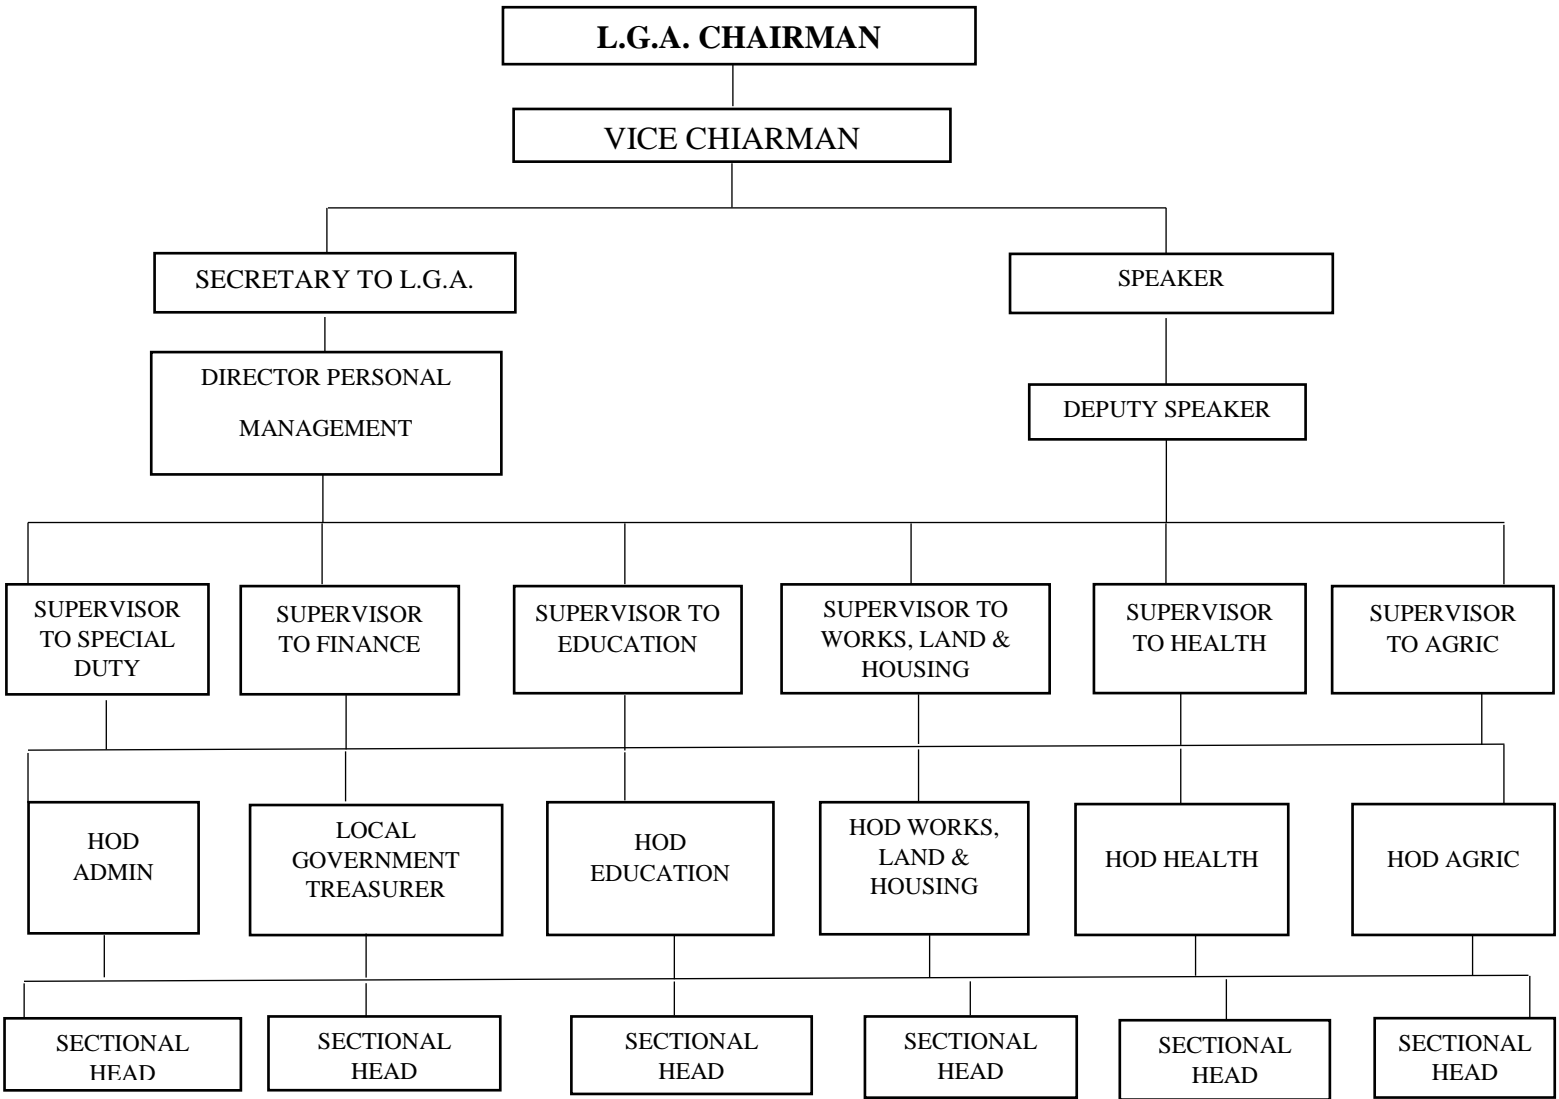 L.G.A. CHAIRMAN
VICE CHIARMAN
SECRETARY TO L.G.A.
SPEAKER
DIRECTOR PERSONAL
MANAGEMENT
DEPUTY SPEAKER
SUPERVISOR
TO SPECIAL
DUTY
SUPERVISOR
TO FINANCE
SUPERVISOR TO
EDUCATION
SUPERVISOR TO
WORKS, LAND &
HOUSING
SUPERVISOR
TO HEALTH
SUPERVISOR
TO AGRIC
HOD
ADMIN
LOCAL
GOVERNMENT
TREASURER
HOD
EDUCATION
HOD WORKS,
LAND &
HOUSING
HOD HEALTH
HOD AGRIC
SECTIONAL
HEAD
SECTIONAL
HEAD
SECTIONAL
HEAD
SECTIONAL
HEAD
SECTIONAL
HEAD
SECTIONAL
HEAD